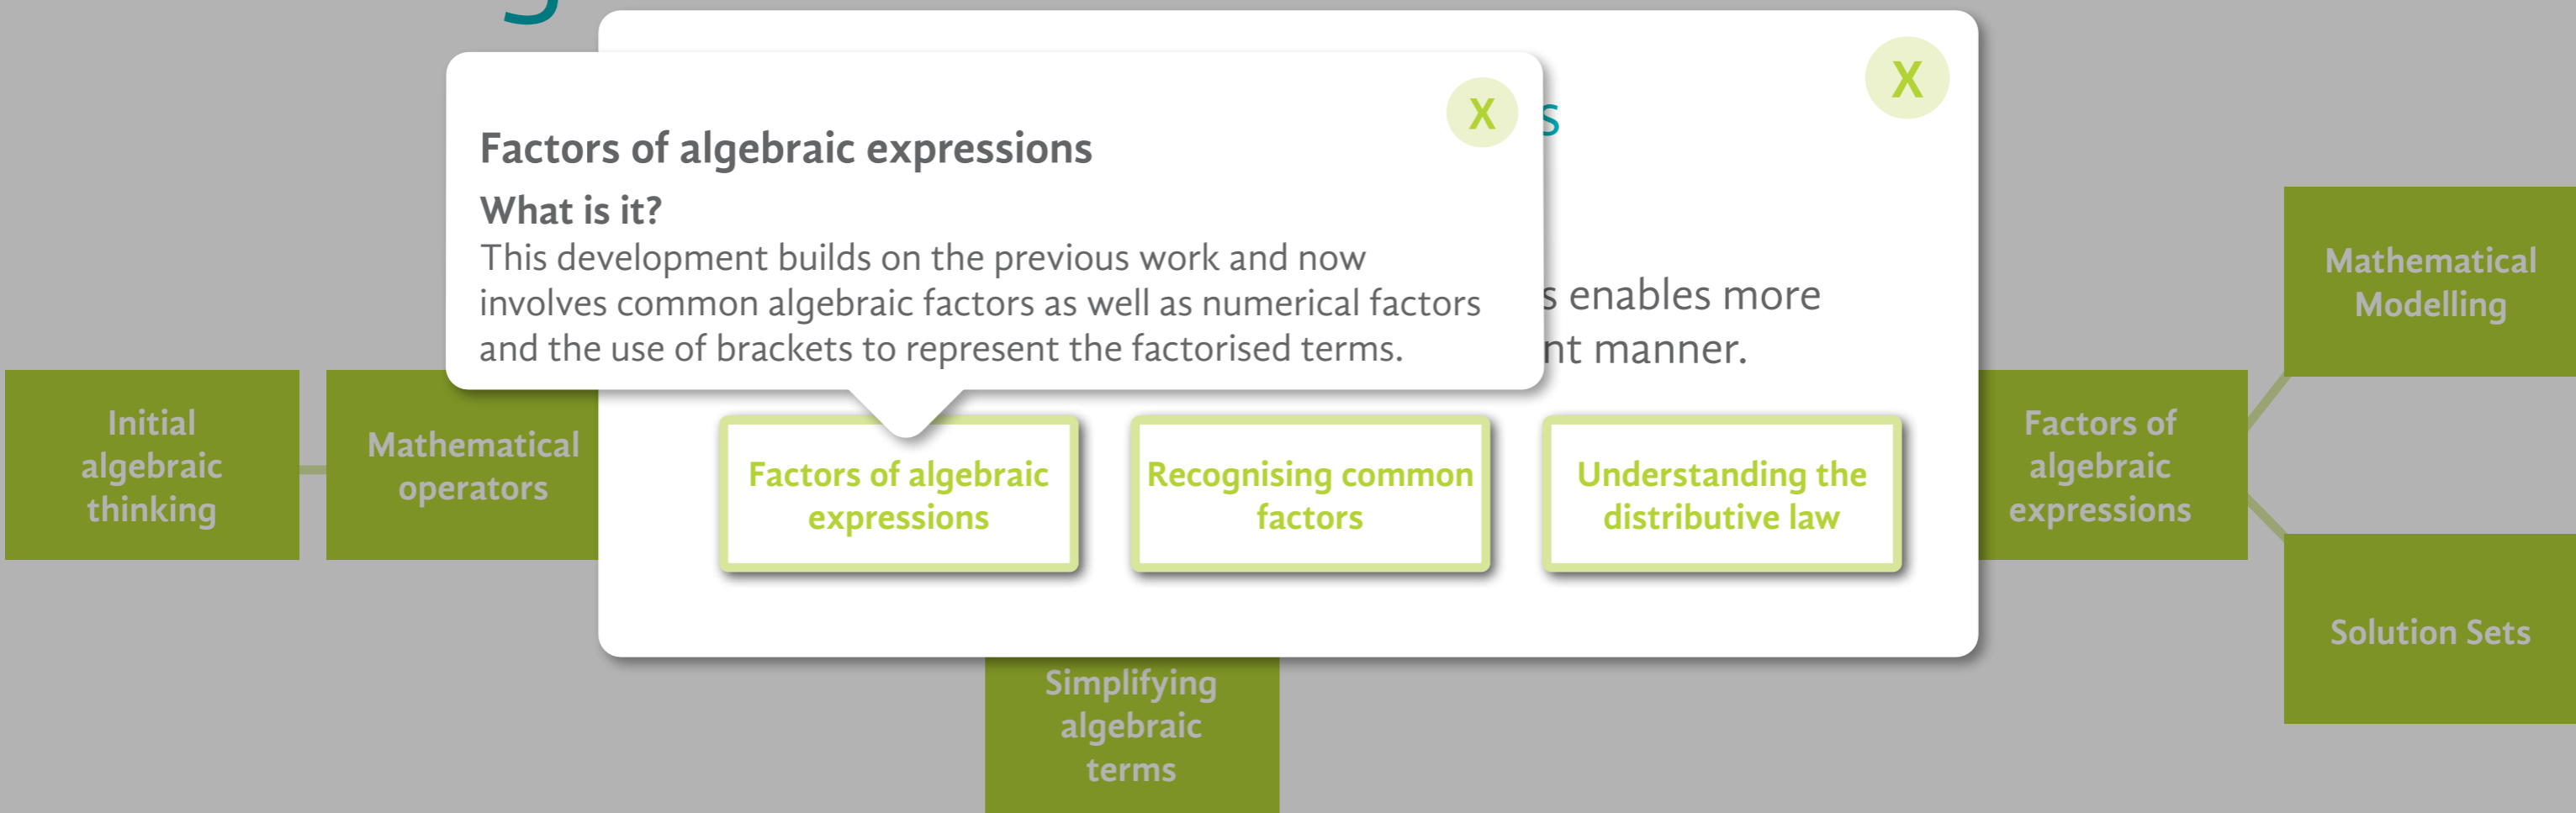 X
X
s
Factors of algebraic expressions
What is it?
This development builds on the previous work and now
involves common algebraic factors as well as numerical factors
and the use of brackets to represent the factorised terms.
s enables more
nt manner.
Mathematical
Modelling
Initial
algebraic
thinking
Mathematical
operators
Factors of algebraic
expressions
Recognising common
factors
Understanding the
distributive law
Factors of
algebraic
expressions
Solution Sets
Simplifying
algebraic
terms